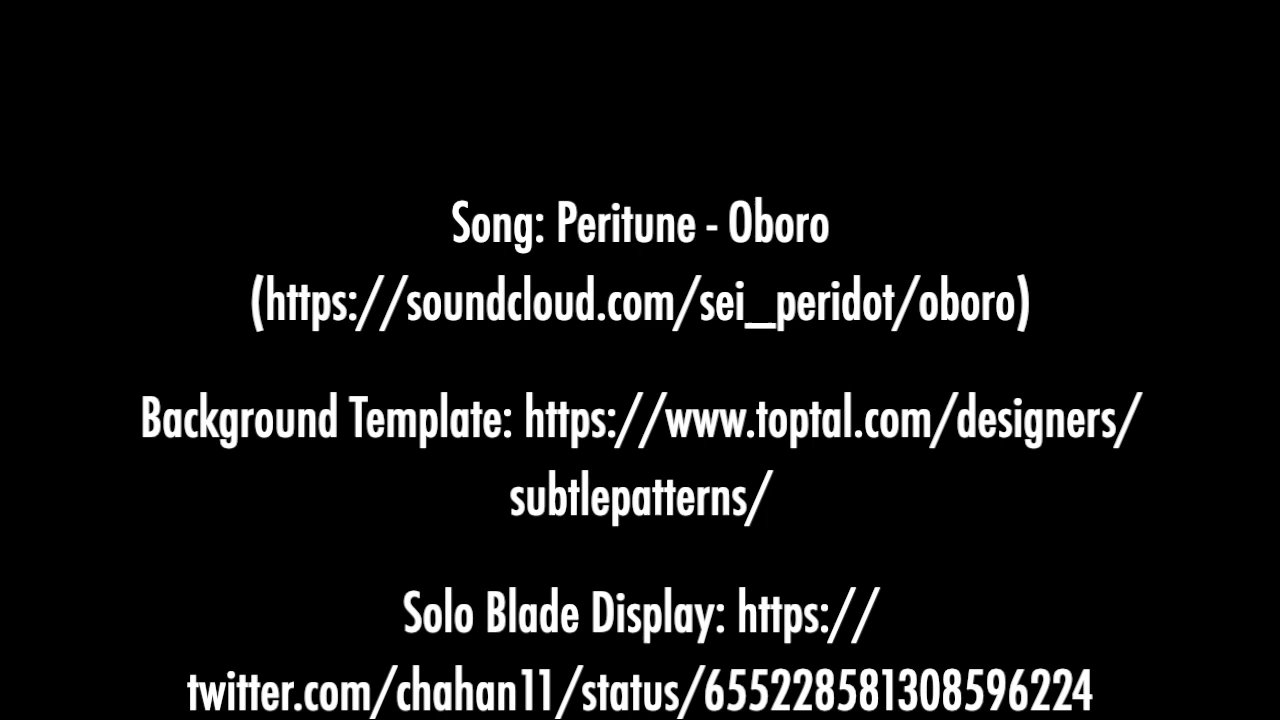 Song: Peritune - Oboro
(https://soundcloud.com/sei_peridot/oboro)
Background Template: https://www.toptal.com/designers/
subtlepatterns/
Solo Blade Display: https://
twitter.com/chahan11/status/655228581308596224